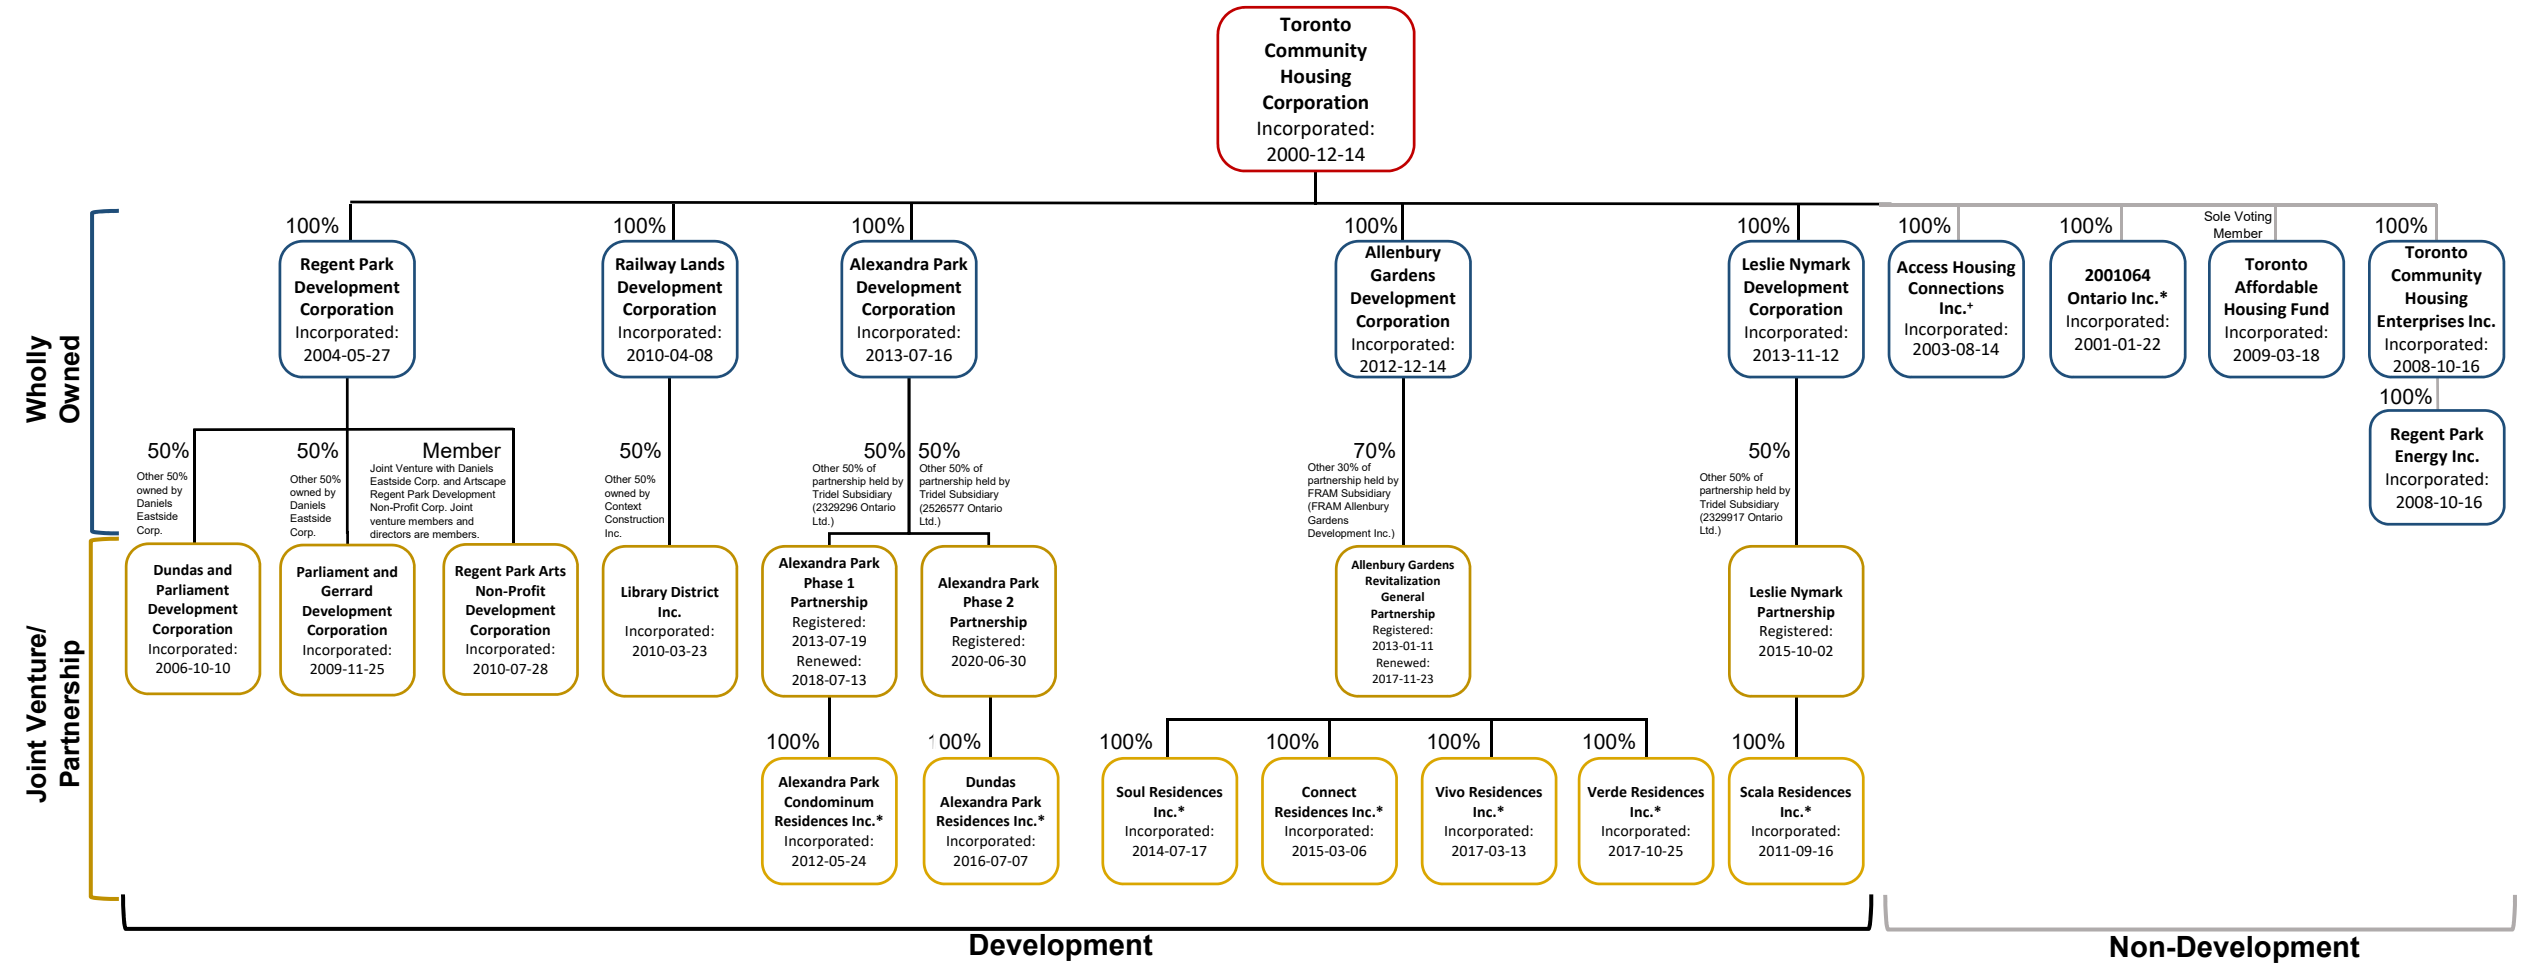 Toronto
Community
Housing
Corporation
Incorporated:
2000-12-14
Wholly
Owned
100%
Regent Park
Development
Corporation
Incorporated:
2004-05-27
100%
Railway Lands
Development
Corporation
Incorporated:
2010-04-08
100%
Alexandra Park
Development
Corporation
Incorporated:
2013-07-16
100%
Allenbury
Gardens
Development
Corporation
Incorporated:
2012-12-14
100%
Leslie Nymark
Development
Corporation
Incorporated:
2013-11-12
100%
Access Housing
Connections
Inc.+
Incorporated:
2003-08-14
100%
2001064
Ontario Inc.*
Incorporated:
2001-01-22
Sole Voting
Member
Toronto
Affordable
Housing Fund
Incorporated:
2009-03-18
100%
Toronto
Community
Housing
Enterprises Inc.
Incorporated:
2008-10-16
100%
Regent Park
Energy Inc.
Incorporated:
2008-10-16
Joint Venture/
Partnership
50%
Other 50%
owned by
Daniels
Eastside
Corp.
Dundas and
Parliament
Development
Corporation
Incorporated:
2006-10-10
50%
Other 50%
owned by
Daniels
Eastside
Corp.
Parliament and
Gerrard
Development
Corporation
Incorporated:
2009-11-25
Member
Joint Venture with Daniels
Eastside Corp. and Artscape
Regent Park Development
Non-Profit Corp. Joint
venture members and
directors are members.
Regent Park Arts
Non-Profit
Development
Corporation
Incorporated:
2010-07-28
50%
Other 50%
owned by
Context
Construction
Inc.
Library District
Inc.
Incorporated:
2010-03-23
50%
Other 50% of
partnership held by
Tridel Subsidiary
(2329296 Ontario
Ltd.)
Alexandra Park
Phase 1
Partnership
Registered:
2013-07-19
Renewed:
2018-07-13
50%
Other 50% of
partnership held by
Tridel Subsidiary
(2526577 Ontario
Ltd.)
Alexandra Park
Phase 2
Partnership
Registered:
2020-06-30
70%
Other 30% of
partnership held by
FRAM Subsidiary
(FRAM Allenbury
Gardens
Development Inc.)
Allenbury Gardens
Revitalization
General
Partnership
Registered:
2013-01-11
Renewed:
2017-11-23
50%
Other 50% of
partnership held by
Tridel Subsidiary
(2329917 Ontario
Ltd.)
Leslie Nymark
Partnership
Registered:
2015-10-02
100%
Alexandra Park
Condominum
Residences Inc.*
Incorporated:
2012-05-24
100%
Dundas
Alexandra Park
Residences Inc.*
Incorporated:
2016-07-07
100%
Soul Residences
Inc.*
Incorporated:
2014-07-17
100%
Connect
Residences Inc.*
Incorporated:
2015-03-06
100%
Vivo Residences
Inc.*
Incorporated:
2017-03-13
100%
Verde Residences
Inc.*
Incorporated:
2017-10-25
100%
Scala Residences
Inc.*
Incorporated:
2011-09-16
Development
Non-Development